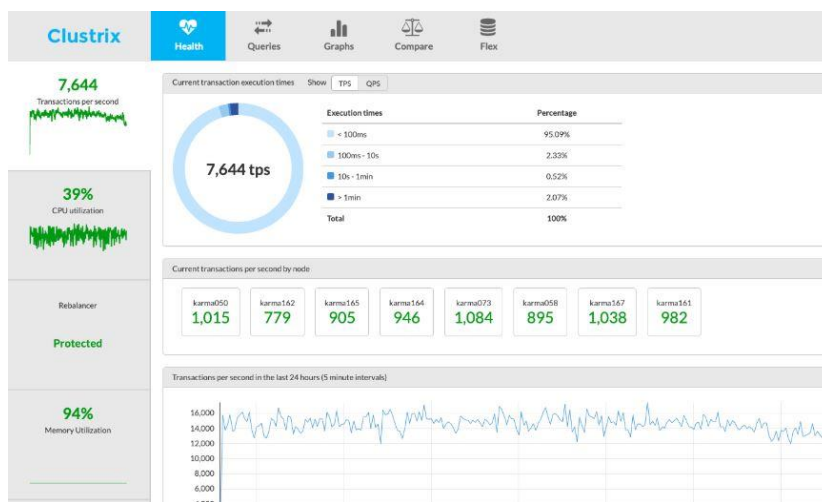 Clustrix
Health Queries Graphs Compare Flex
7,644
Transactions per second
39%
CPU utilization
Rebalancer
Protected
94%
Memory Utilization
Current transaction execution times Show TPS QPS
7,644 tps
Execution times Percentage
< 100ms 95.09%
100ms - 10s 2.33%
10s - 1min 0.52%
> 1min 2.07%
Total 100%
Current transactions per second by node
karma050 karma162 karma165 karma164 karma073 karma058 karma167 karma161
1,015 779 905 946 1,084 895 1,038 982
Transactions per second in the last 24 hours (5 minute intervals)
16,000
14,000
12,000
10,000
8,000
6,000